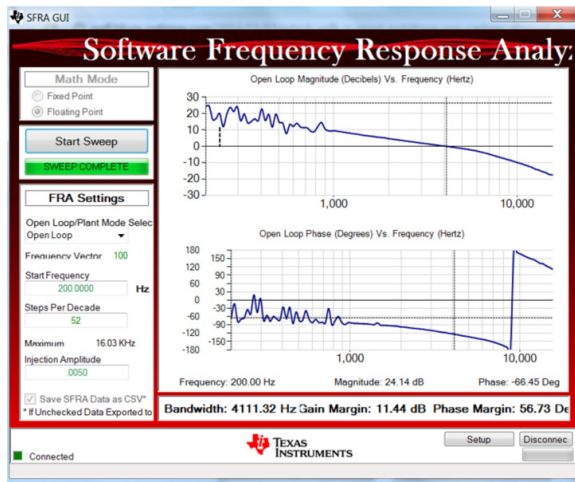 SFRA GUI
Software Frequency Response Analyz
Math Mode
Fixed Point
Floating Point
Start Sweep
SWEEP COMPLETE
FRA Settings
Open Loop/Plant Mode Selec
Open Loop
Frequency Vector 100
Start Frequency
200.0000 Hz
Steps Per Decade
52
Maximum 16.03 KHz
Injection Amplitude
.0050
Save SFRA Data as CSV*
* If Unchecked Data Exported to
Open Loop Magnitude (Decibels) Vs. Frequency (Hertz)
30
20
10
0
-10
-20
-30
1,000 10,000
Open Loop Phase (Degrees) Vs. Frequency (Hertz)
180
150
120
90
60
30
0
-30
-60
-90
-120
-150
-180
1,000 10,000
Frequency: 200.00 Hz Magnitude: 24.14 dB Phase: -66.45 Deg
Bandwidth: 4111.32 Hz Gain Margin: 11.44 dB Phase Margin: 56.73 De
Connected
TEXAS
INSTRUMENTS
Setup
Disconnec